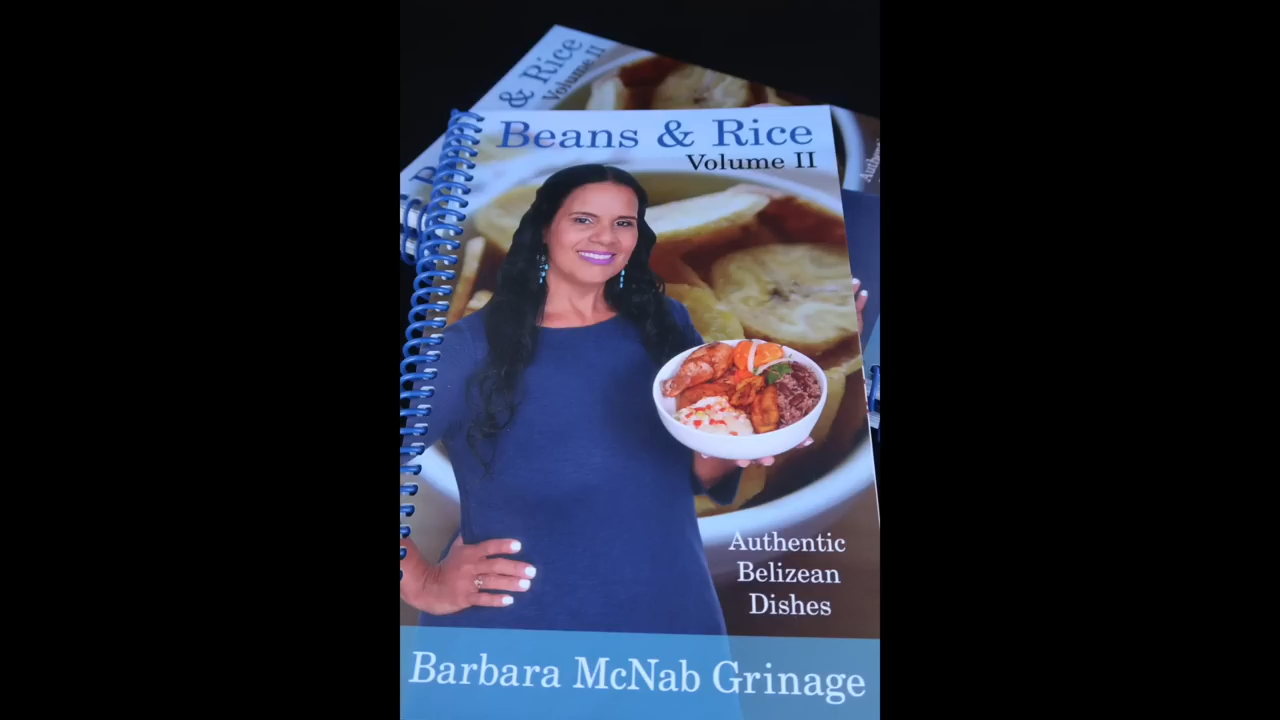 & Rice
Volume II
Beans & Rice
Volume II
Authentic
Belizean
Dishes
Barbara McNab Grinage